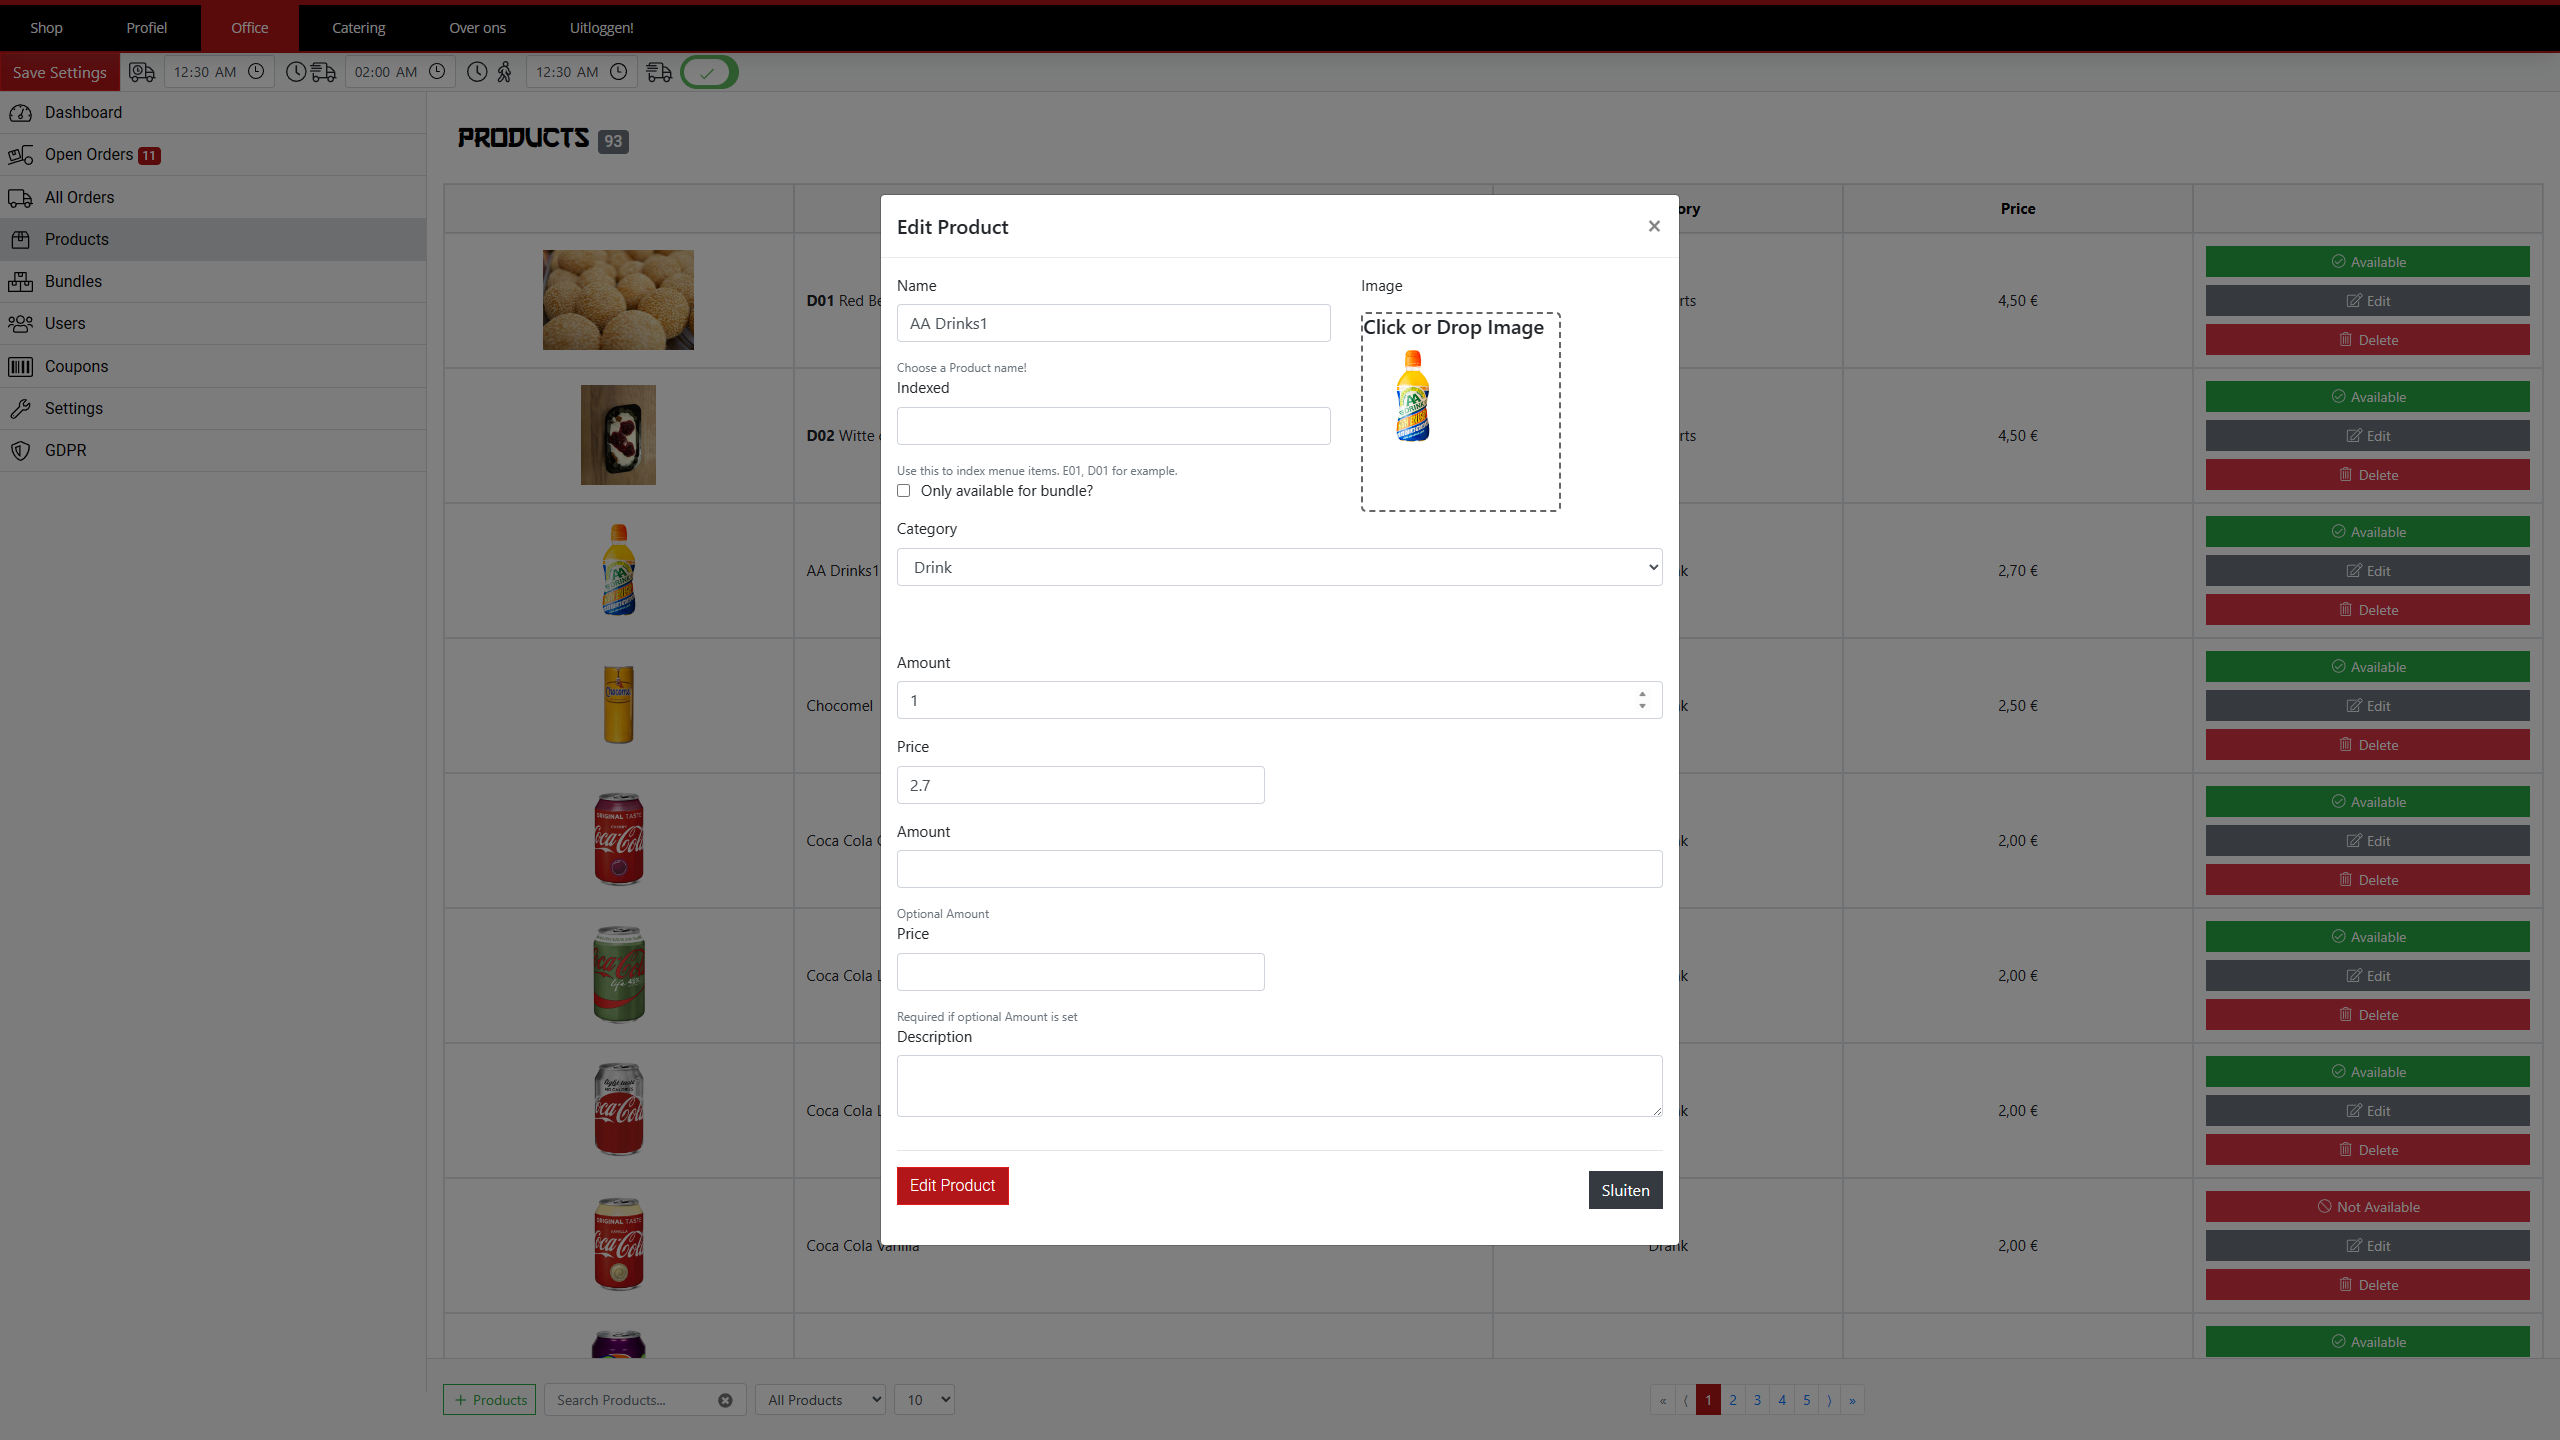 Shop Profiel Office Catering Over ons Uitloggen!
Save Settings 12:30 AM 02:00 AM 12:30 AM
Dashboard
Open Orders 11
All Orders
Products
Bundles
Users
Coupons
Settings
GDPR
PRODUCTS 93
ory Price
D01 Red Be rts 4,50 €
Available
Edit
Delete
D02 Witte rts 4,50 €
Available
Edit
Delete
AA Drinks1 k 2,70 €
Available
Edit
Delete
Chocomel k 2,50 €
Available
Edit
Delete
Coca Cola k 2,00 €
Available
Edit
Delete
Coca Cola L k 2,00 €
Available
Edit
Delete
Coca Cola L k 2,00 €
Available
Edit
Delete
Coca Cola Vanilla Drank 2,00 €
Not Available
Edit
Delete
Available
Edit Product ×
Name
AA Drinks1
Choose a Product name!
Indexed
Use this to index menue items. E01, D01 for example.
Only available for bundle?
Image
Click or Drop Image
Category
Drink
Amount
1
Price
2.7
Amount
Optional Amount
Price
Required if optional Amount is set
Description
Edit Product Sluiten
+ Products Search Products... All Products 10
« ⟨ 1 2 3 4 5 ⟩ »